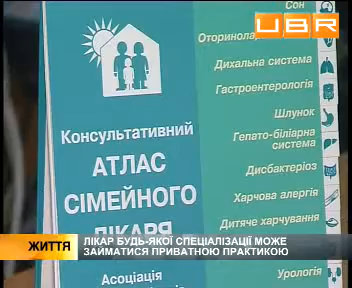 Сон
UBR
Оторинола
Дихальна система
Гастроентерологія
Шлунок
Гепато-біліарна
система
Дисбактеріоз
Харчова алергія
Дитяче харчування
Урологія
Консультативний
АТЛАС
СІМЕЙНОГО
ЛІКАРЯ
Асоціація
ЖИТТЯ
ЛІКАР БУДЬ-ЯКОЇ СПЕЦІАЛІЗАЦІЇ МОЖЕ
ЗАЙМАТИСЯ ПРИВАТНОЮ ПРАКТИКОЮ